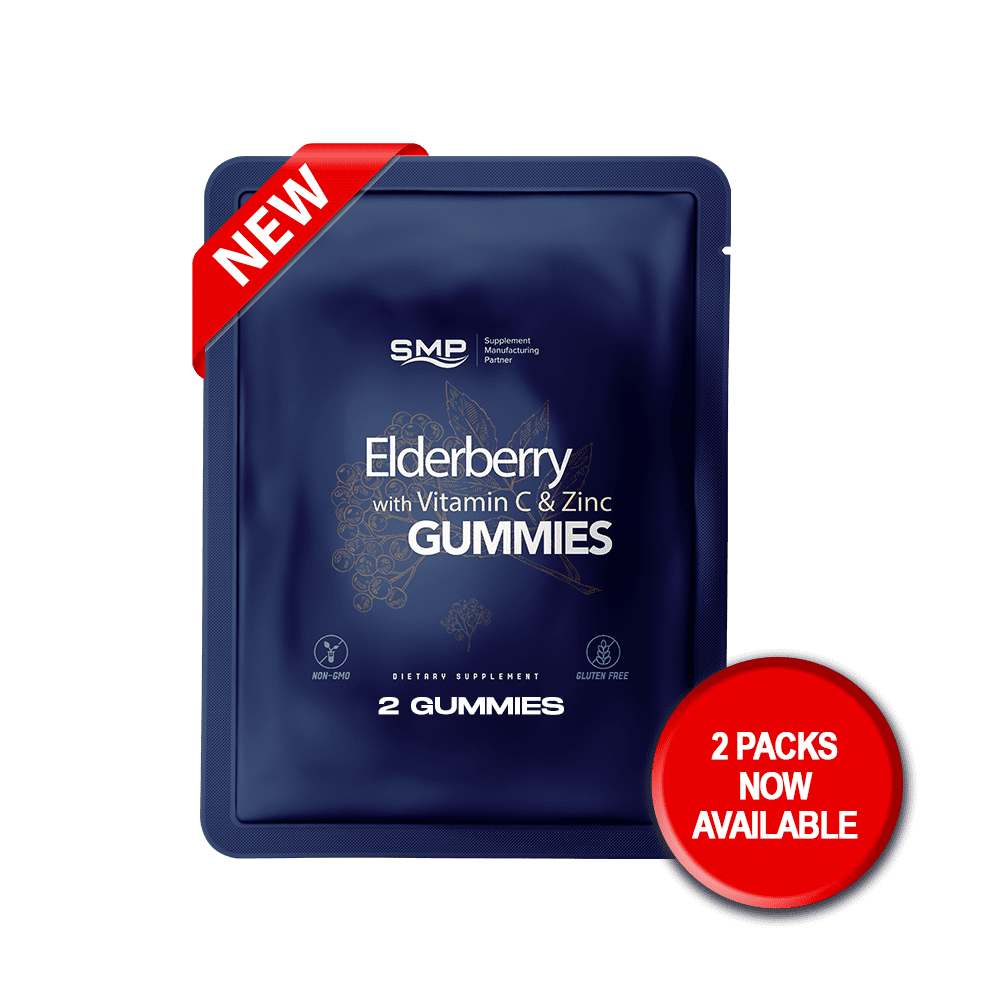 NEW
SMP
Supplement
Manufacturing
Partner
Elderberry
with Vitamin C & Zinc
GUMMIES
NON-GMO
DIETARY SUPPLEMENT
GLUTEN FREE
2 GUMMIES
2 PACKS
NOW
AVAILABLE